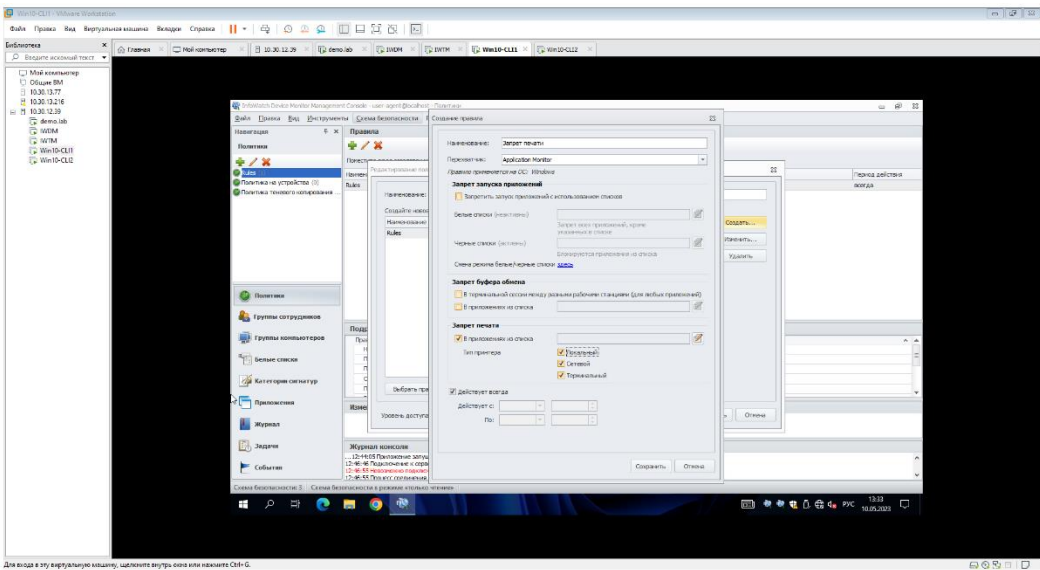 Win10-CLI1 - VMware Workstation
Файл Правка Вид Виртуальная машина Вкладки Справка
Библиотека
Введите искомый текст
Мой компьютер
Общие ВМ
10.30.13.77
10.30.13.216
10.30.12.39
demo.lab
IWDM
IWTM
Win10-CLI1
Win10-CLI2
Главная
Мой компьютер
10.30.12.39
demo.lab
IWDM
IWTM
Win10-CLI1
Win10-CLI2
InfoWatch Device Monitor Management Console - user agent@localhost - Политики
Файл Правка Вид Инструменты Схема безопасности
Навигация
Политики
Rules
Политика на устройства
Политика теневого копирования
Политики
Группы сотрудников
Группы компьютеров
Белые списки
Категории сигнатур
Приложения
Журнал
Задачи
События
Правила
Rules
Период действия
всегда
Наименование:
Наименование
Rules
Уровень доступа
Создать...
Изменить...
Удалить
Отмена
Создание правила
Наименование: Запрет печати
Перехватчик: Application Monitor
Правило применяется на ОС: Windows
Запрет запуска приложений
Запретить запуск приложений с использованием списков
Белые списки (неактивны)
Запрет всех приложений, кроме
указанных в списке
Черные списки (активны)
Блокируются приложения из списка
Смена режима белые/черные списки здесь
Запрет буфера обмена
В терминальной сессии между разными рабочими станциями (для любых приложений)
В приложениях из списка
Запрет печати
В приложениях из списка
Тип принтера
Локальный
Сетевой
Терминальный
Действует всегда
Действует с:
По:
Сохранить
Отмена
Журнал консоли
Схема безопасности: 5 Схема безопасности в режиме «только чтение»
РУС
13:33
10.05.2023
Для входа в эту виртуальную машину, щелкните внутрь окна или нажмите Ctrl+G.